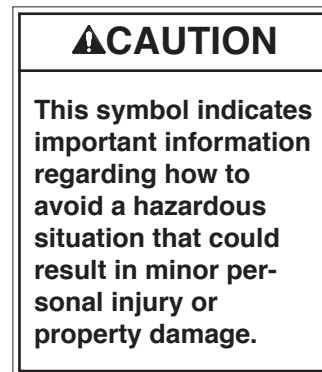 ⚠CAUTION
This symbol indicates
important information
regarding how to
avoid a hazardous
situation that could
result in minor per-
sonal injury or
property damage.